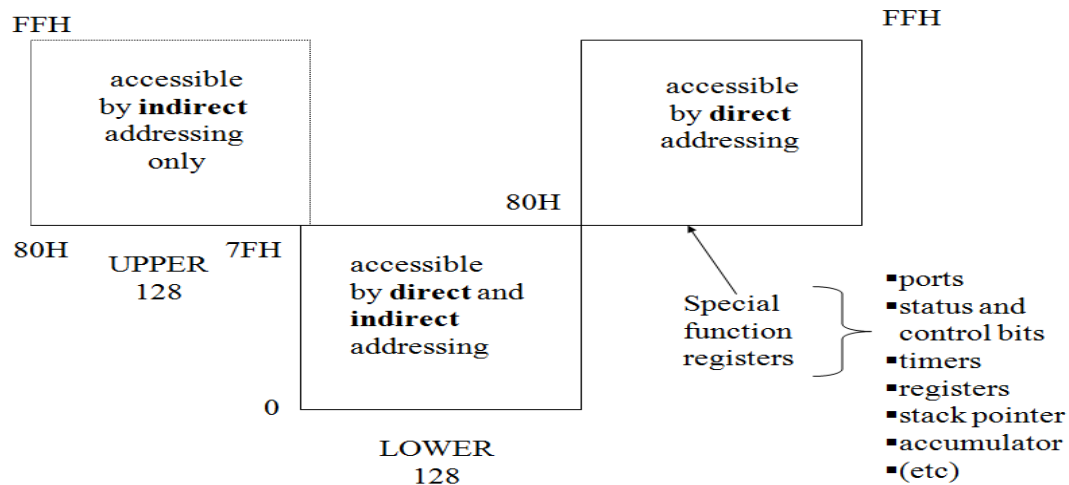 FFH
accessible
by indirect
addressing
only
80H
UPPER
128
7FH
accessible
by direct and
indirect
addressing
0
LOWER
128
FFH
accessible
by direct
addressing
80H
Special
function
registers
▪ports
▪status and
control bits
▪timers
▪registers
▪stack pointer
▪accumulator
▪(etc)